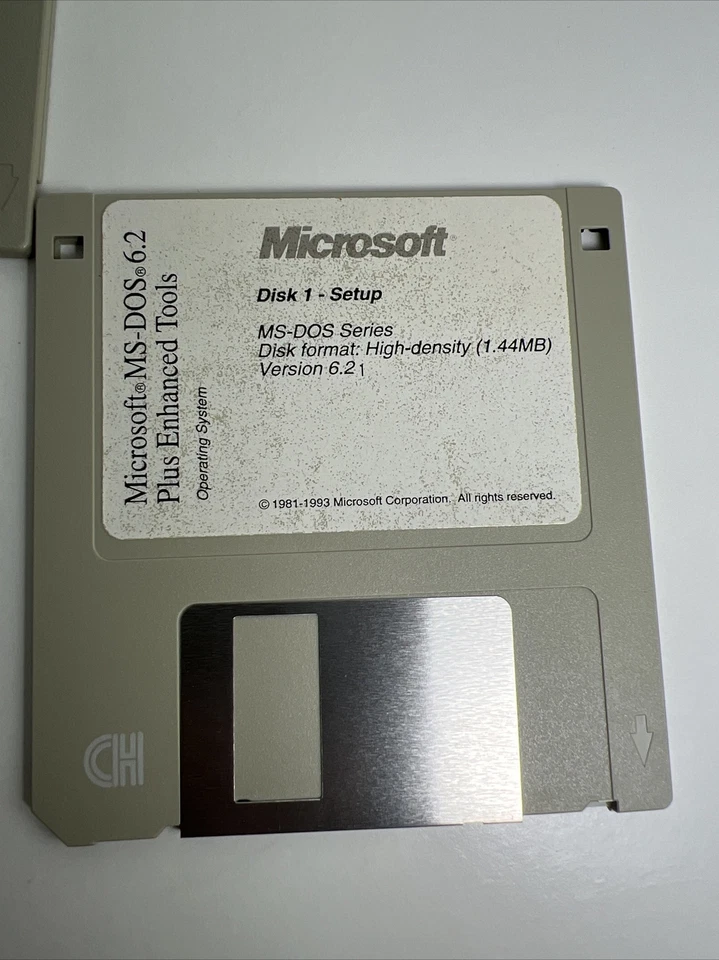 Microsoft® MS-DOS® 6.2
Plus Enhanced Tools
Operating System
Microsoft®
Disk 1 - Setup
MS-DOS Series
Disk format: High-density (1.44MB)
Version 6.21
© 1981-1993 Microsoft Corporation. All rights reserved.
HD